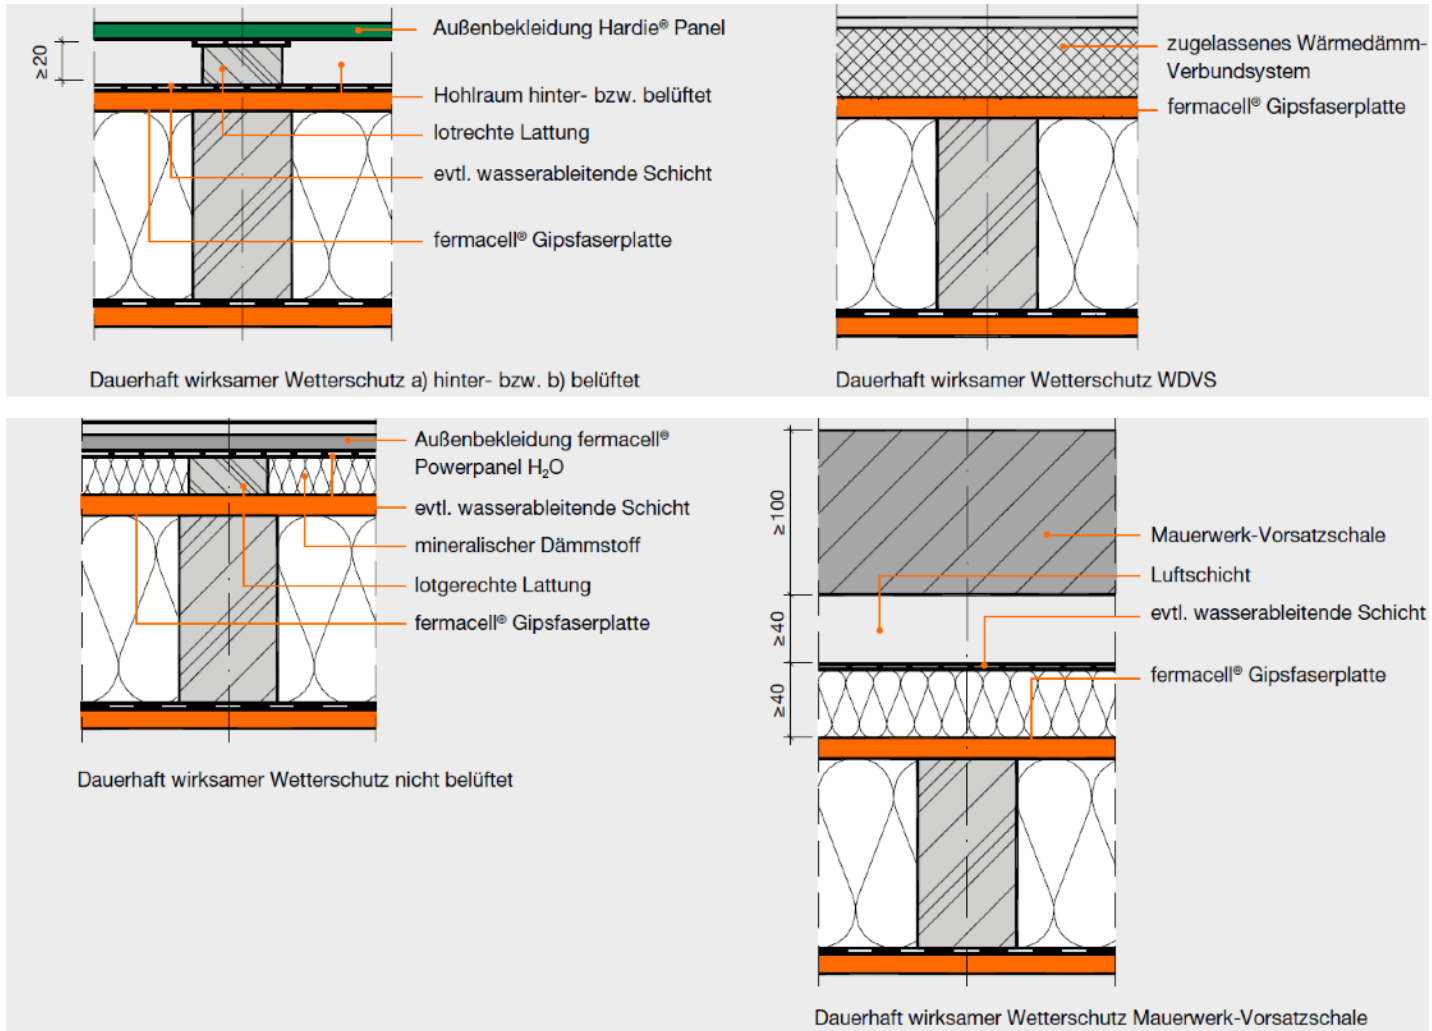 Außenbekleidung Hardie® Panel
≥20
Hohlraum hinter- bzw. belüftet
lotrechte Lattung
evtl. wasserableitende Schicht
fermacell® Gipsfaserplatte
Dauerhaft wirksamer Wetterschutz a) hinter- bzw. b) belüftet
zugelassenes Wärmedämm-
Verbundsystem
fermacell® Gipsfaserplatte
Dauerhaft wirksamer Wetterschutz WDVS
Außenbekleidung fermacell®
Powerpanel H₂O
evtl. wasserableitende Schicht
mineralischer Dämmstoff
lotgerechte Lattung
fermacell® Gipsfaserplatte
Dauerhaft wirksamer Wetterschutz nicht belüftet
≥100
Mauerwerk-Vorsatzschale
Luftschicht
≥40
evtl. wasserableitende Schicht
≥40
fermacell® Gipsfaserplatte
Dauerhaft wirksamer Wetterschutz Mauerwerk-Vorsatzschale